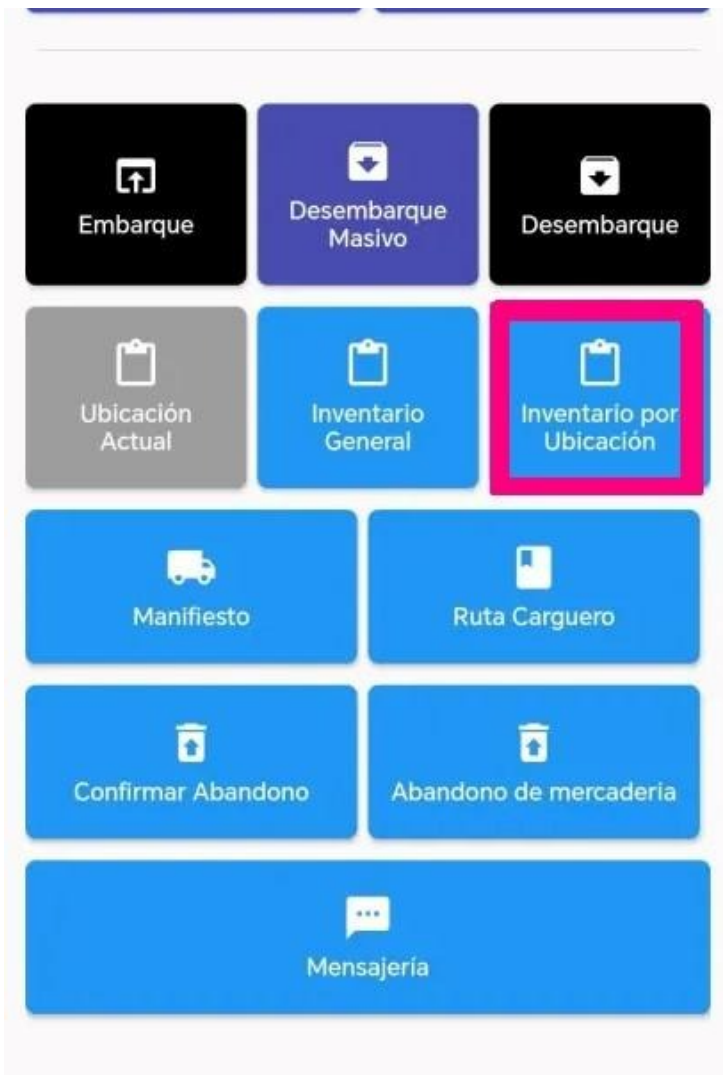 Embarque
Desembarque
Masivo
Desembarque
Ubicación
Actual
Inventario
General
Inventario por
Ubicación
Manifiesto
Ruta Carguero
Confirmar Abandono
Abandono de mercaderia
Mensajería